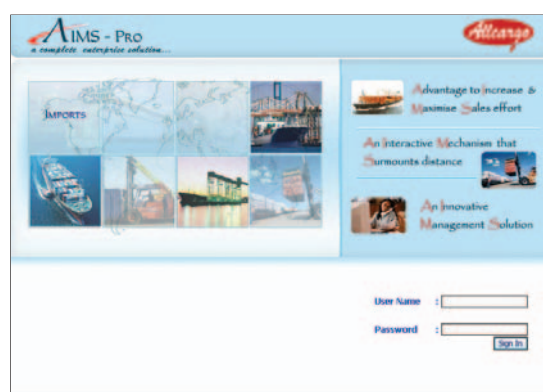 AIMS - PRO
a complete enterprise solution...
Allcargo
IMPORTS
Advantage to Increase &
Maximise Sales effort
An Interactive Mechanism that
Surmounts distance
An Innovative
Management Solution
User Name :
Password :
Sign In